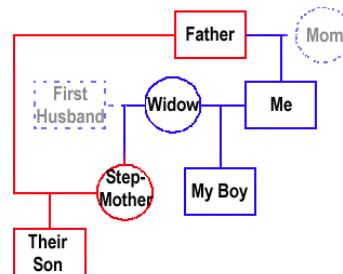 Father
Mom
First
Husband
Widow
Me
Step-
Mother
My Boy
Their
Son